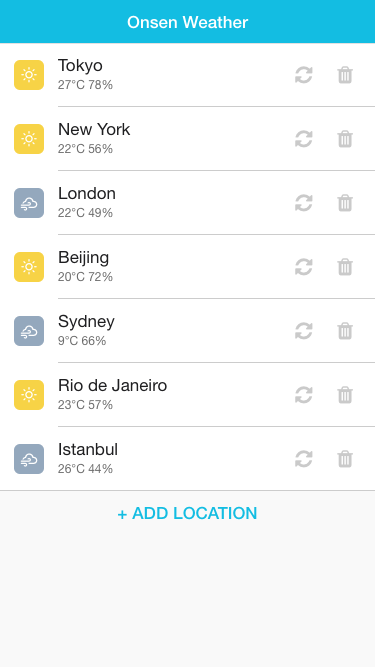 Onsen Weather
Tokyo
27°C 78%
New York
22°C 56%
London
22°C 49%
Beijing
20°C 72%
Sydney
9°C 66%
Rio de Janeiro
23°C 57%
Istanbul
26°C 44%
+ ADD LOCATION